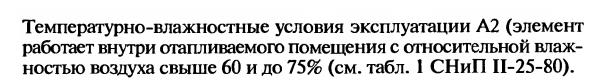 Температурно-влажностные условия эксплуатации А2 (элемент
работает внутри отапливаемого помещения с относительной влаж-
ностью воздуха свыше 60 и до 75% (см. табл. 1 СНиП II-25-80).